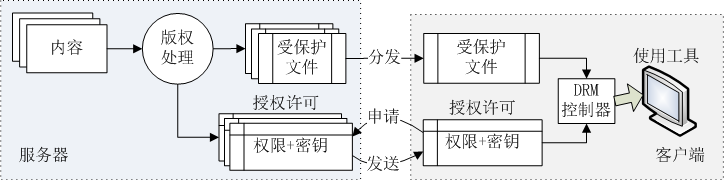 内容
版权
处理
受保护
文件
分发
受保护
文件
使用工具
DRM
控制器
授权许可
权限+密钥
申请
发送
授权许可
权限+密钥
服务器
客户端